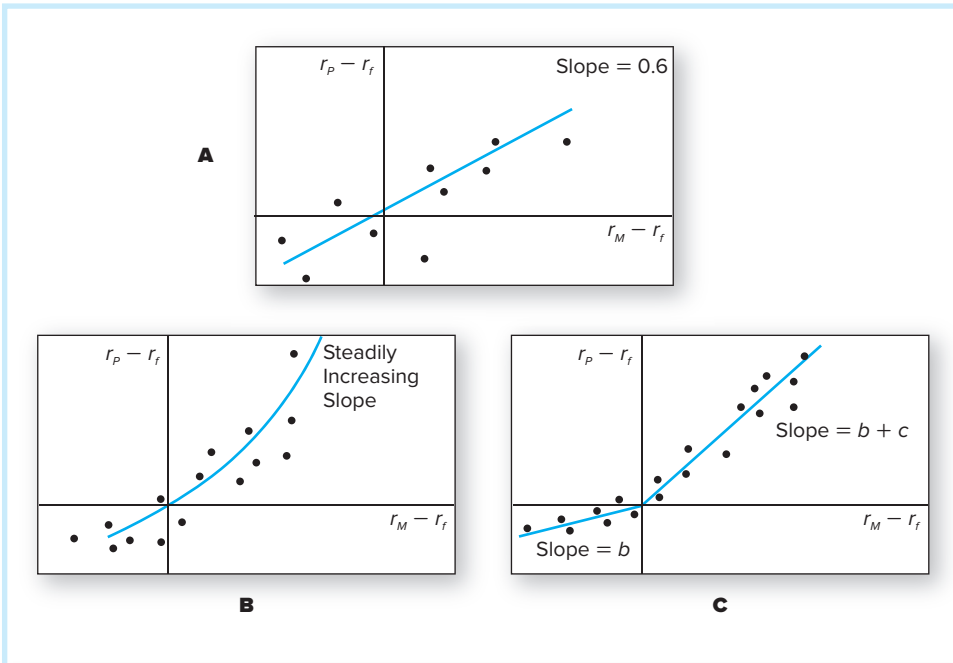 r_P − r_f
Slope = 0.6
A
r_M − r_f
r_P − r_f
Steadily
Increasing
Slope
r_M − r_f
B
r_P − r_f
Slope = b + c
r_M − r_f
Slope = b
C